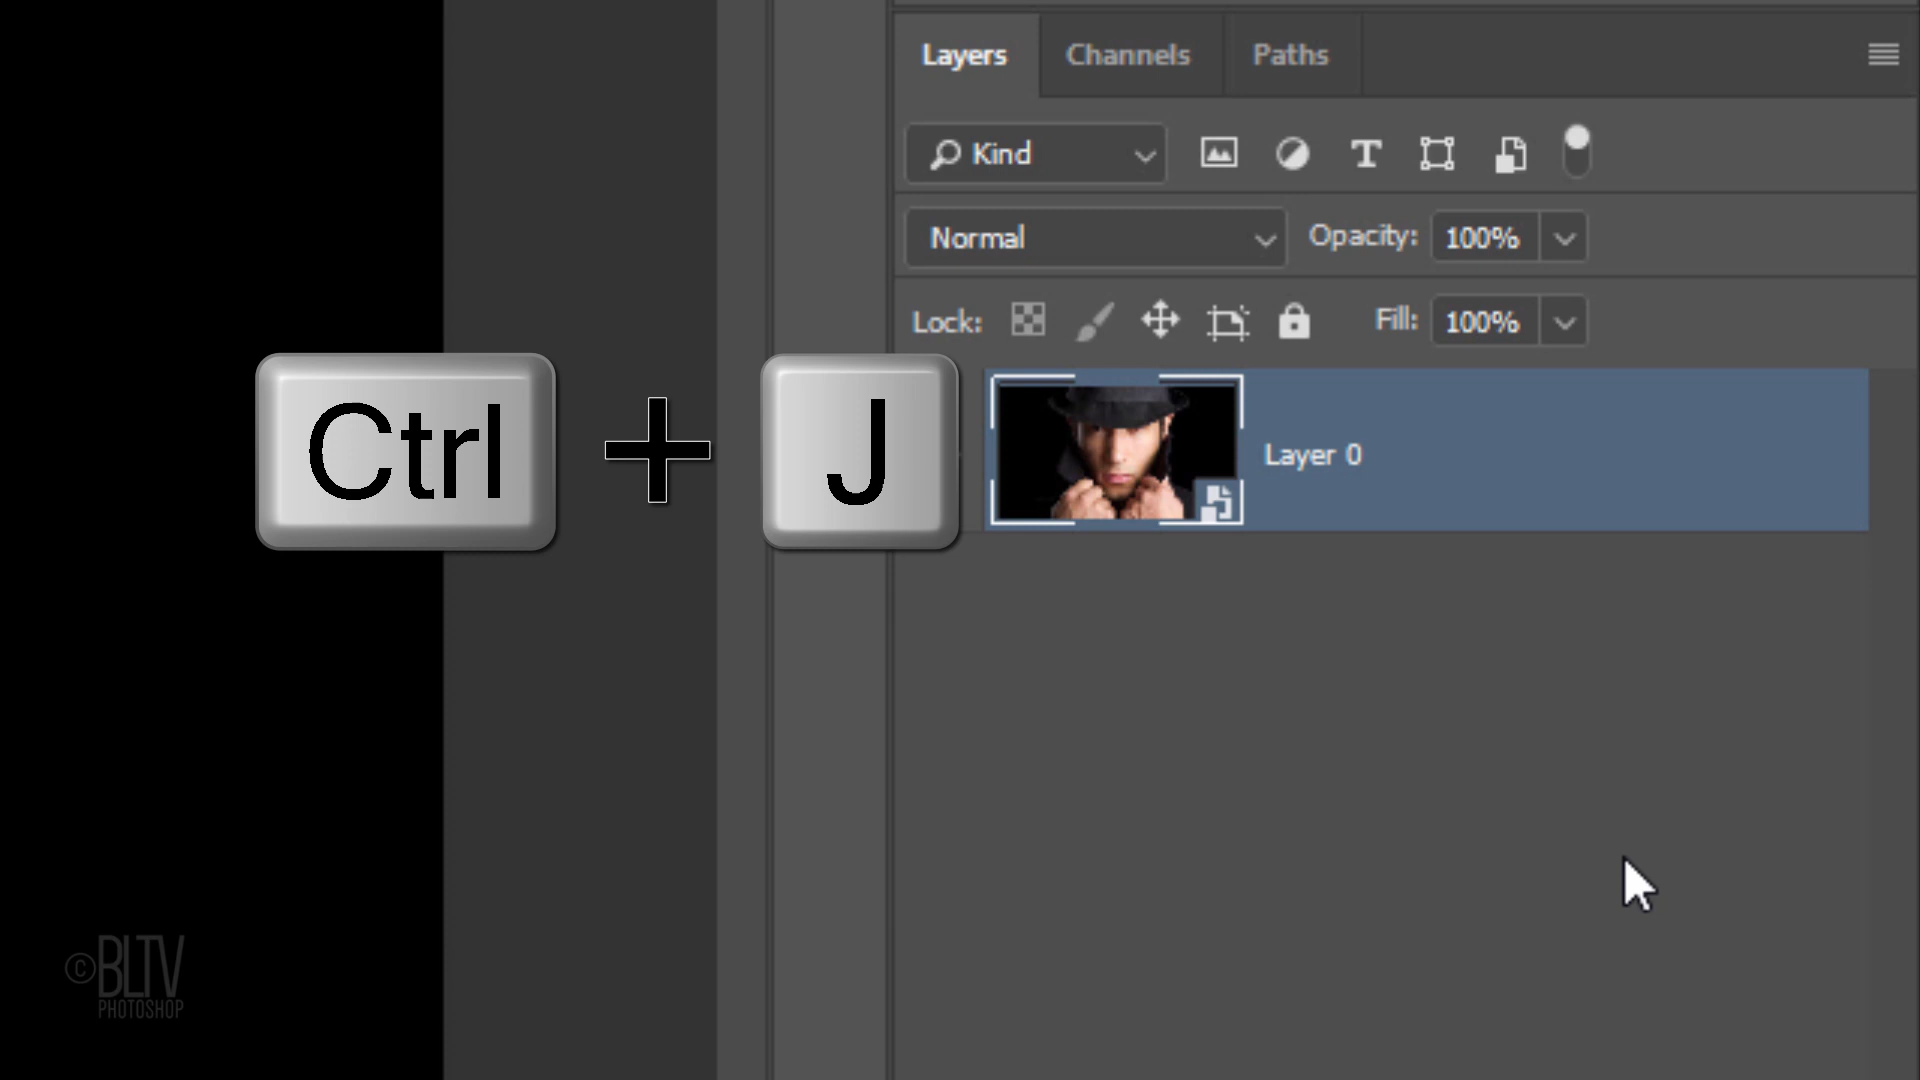 Layers Channels Paths
Kind
Normal Opacity: 100%
Lock: Fill: 100%
Ctrl + J
Layer 0
©BLTV
PHOTOSHOP